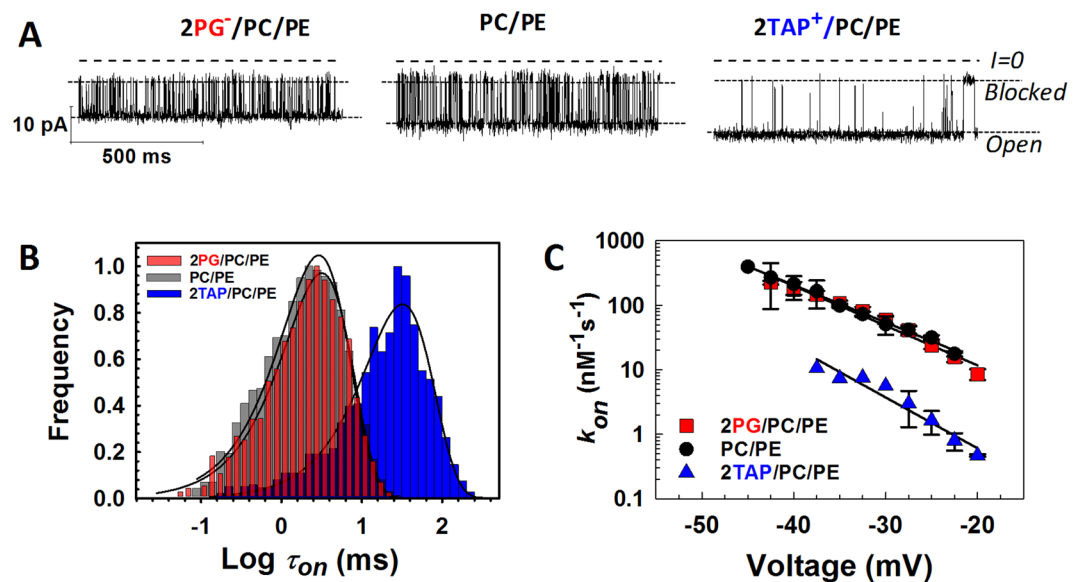 A
2PG⁻/PC/PE
PC/PE
2TAP⁺/PC/PE
I=0
Blocked
Open
10 pA
500 ms
B
2PG/PC/PE
PC/PE
2TAP/PC/PE
Frequency
1.0
0.8
0.6
0.4
0.2
0.0
-1 0 1 2
Log τon (ms)
C
kon (nM⁻¹s⁻¹)
1000
100
10
1
0.1
2PG/PC/PE
PC/PE
2TAP/PC/PE
-50 -40 -30 -20
Voltage (mV)